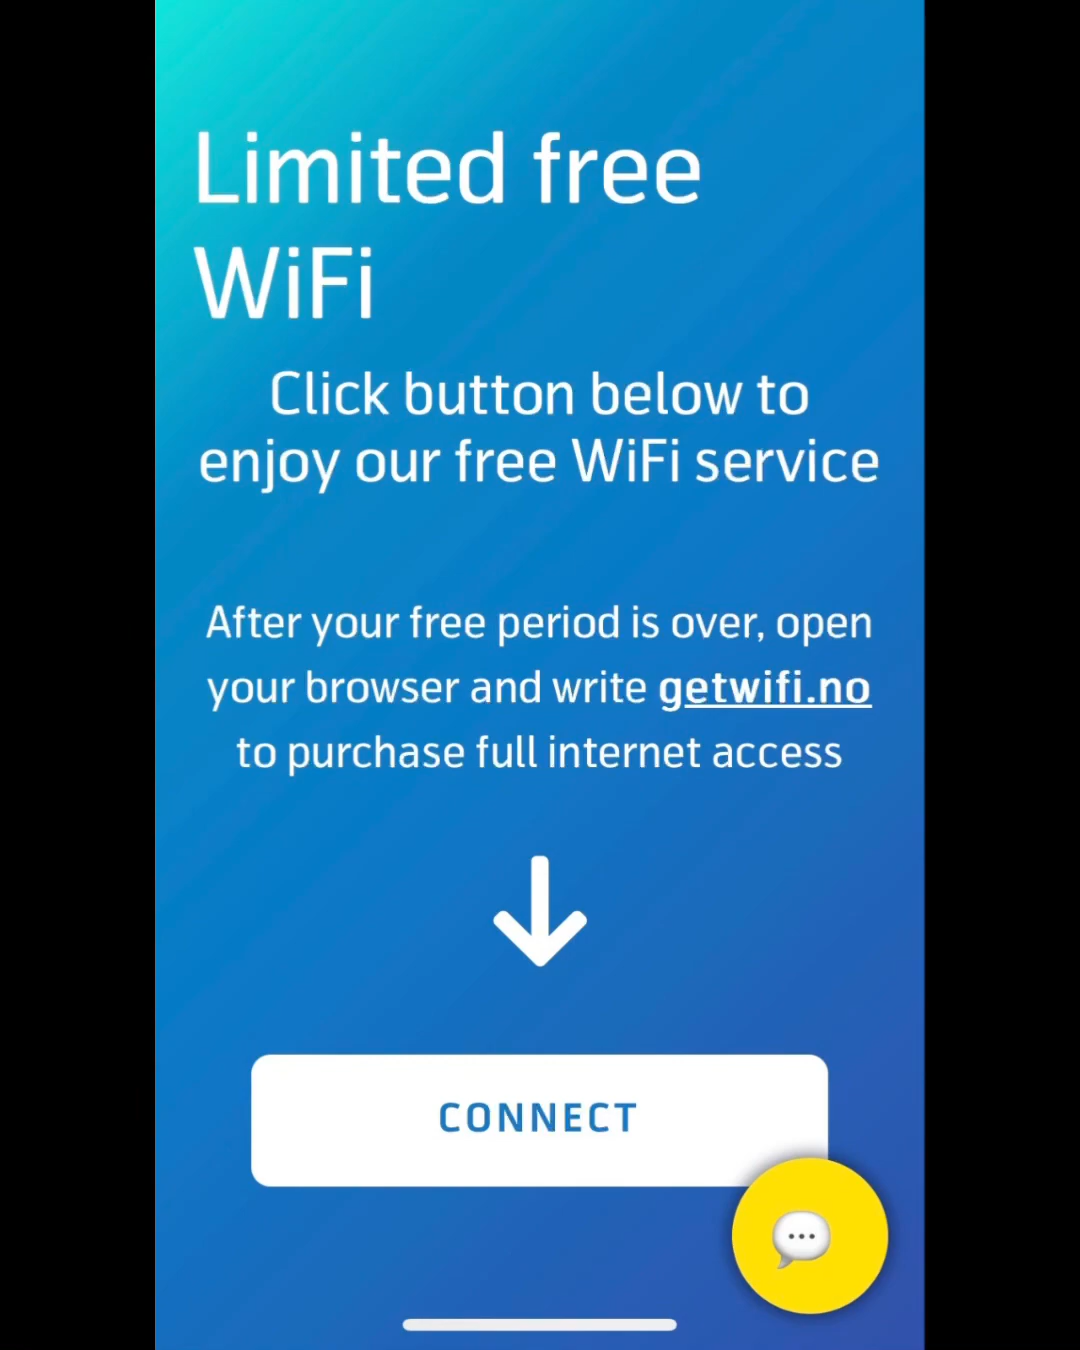 Limited free
WiFi
Click button below to
enjoy our free WiFi service
After your free period is over, open
your browser and write getwifi.no
to purchase full internet access
CONNECT